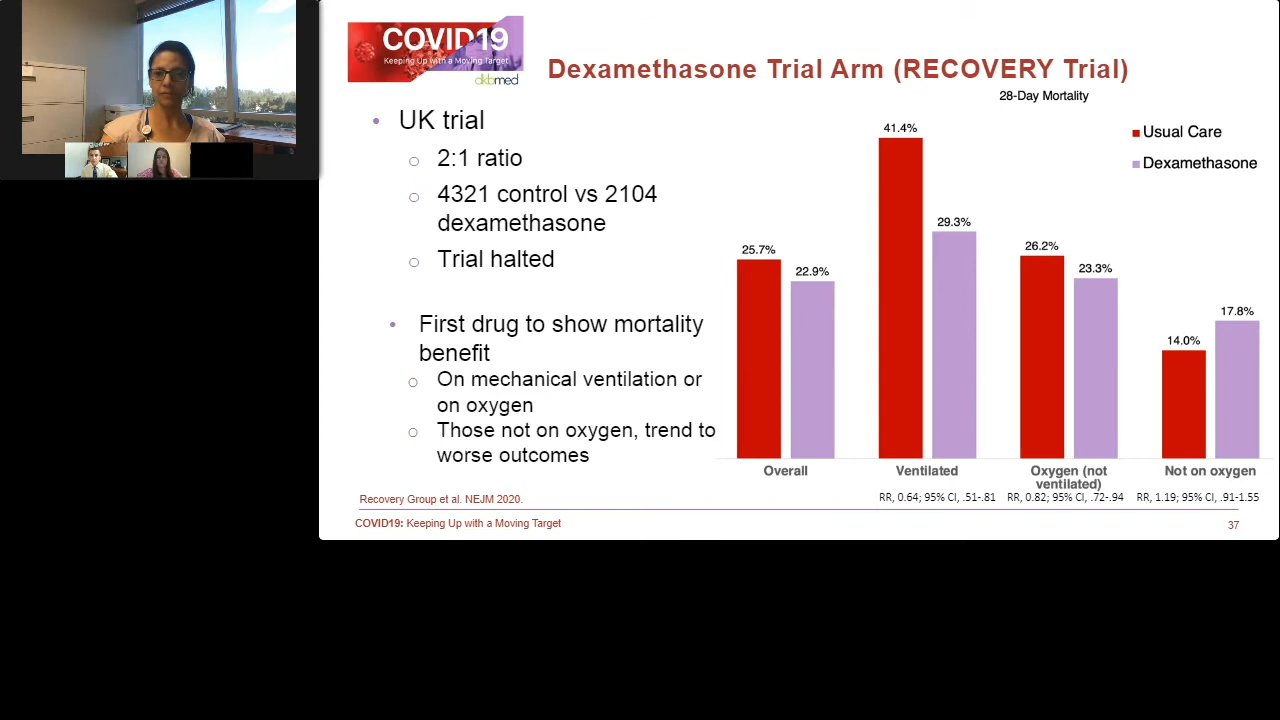 COVID19
Keeping Up with a Moving Target
dkbmed
Dexamethasone Trial Arm (RECOVERY Trial)
• UK trial
o 2:1 ratio
o 4321 control vs 2104
dexamethasone
o Trial halted
• First drug to show mortality
benefit
o On mechanical ventilation or
on oxygen
o Those not on oxygen, trend to
worse outcomes
28-Day Mortality
Usual Care
Dexamethasone
25.7%
22.9%
41.4%
29.3%
26.2%
23.3%
14.0%
17.8%
Overall
Ventilated
Oxygen (not
ventilated)
Not on oxygen
RR, 0.64; 95% CI, .51-.81
RR, 0.82; 95% CI, .72-.94
RR, 1.19; 95% CI, .91-1.55
Recovery Group et al. NEJM 2020.
COVID19: Keeping Up with a Moving Target
37